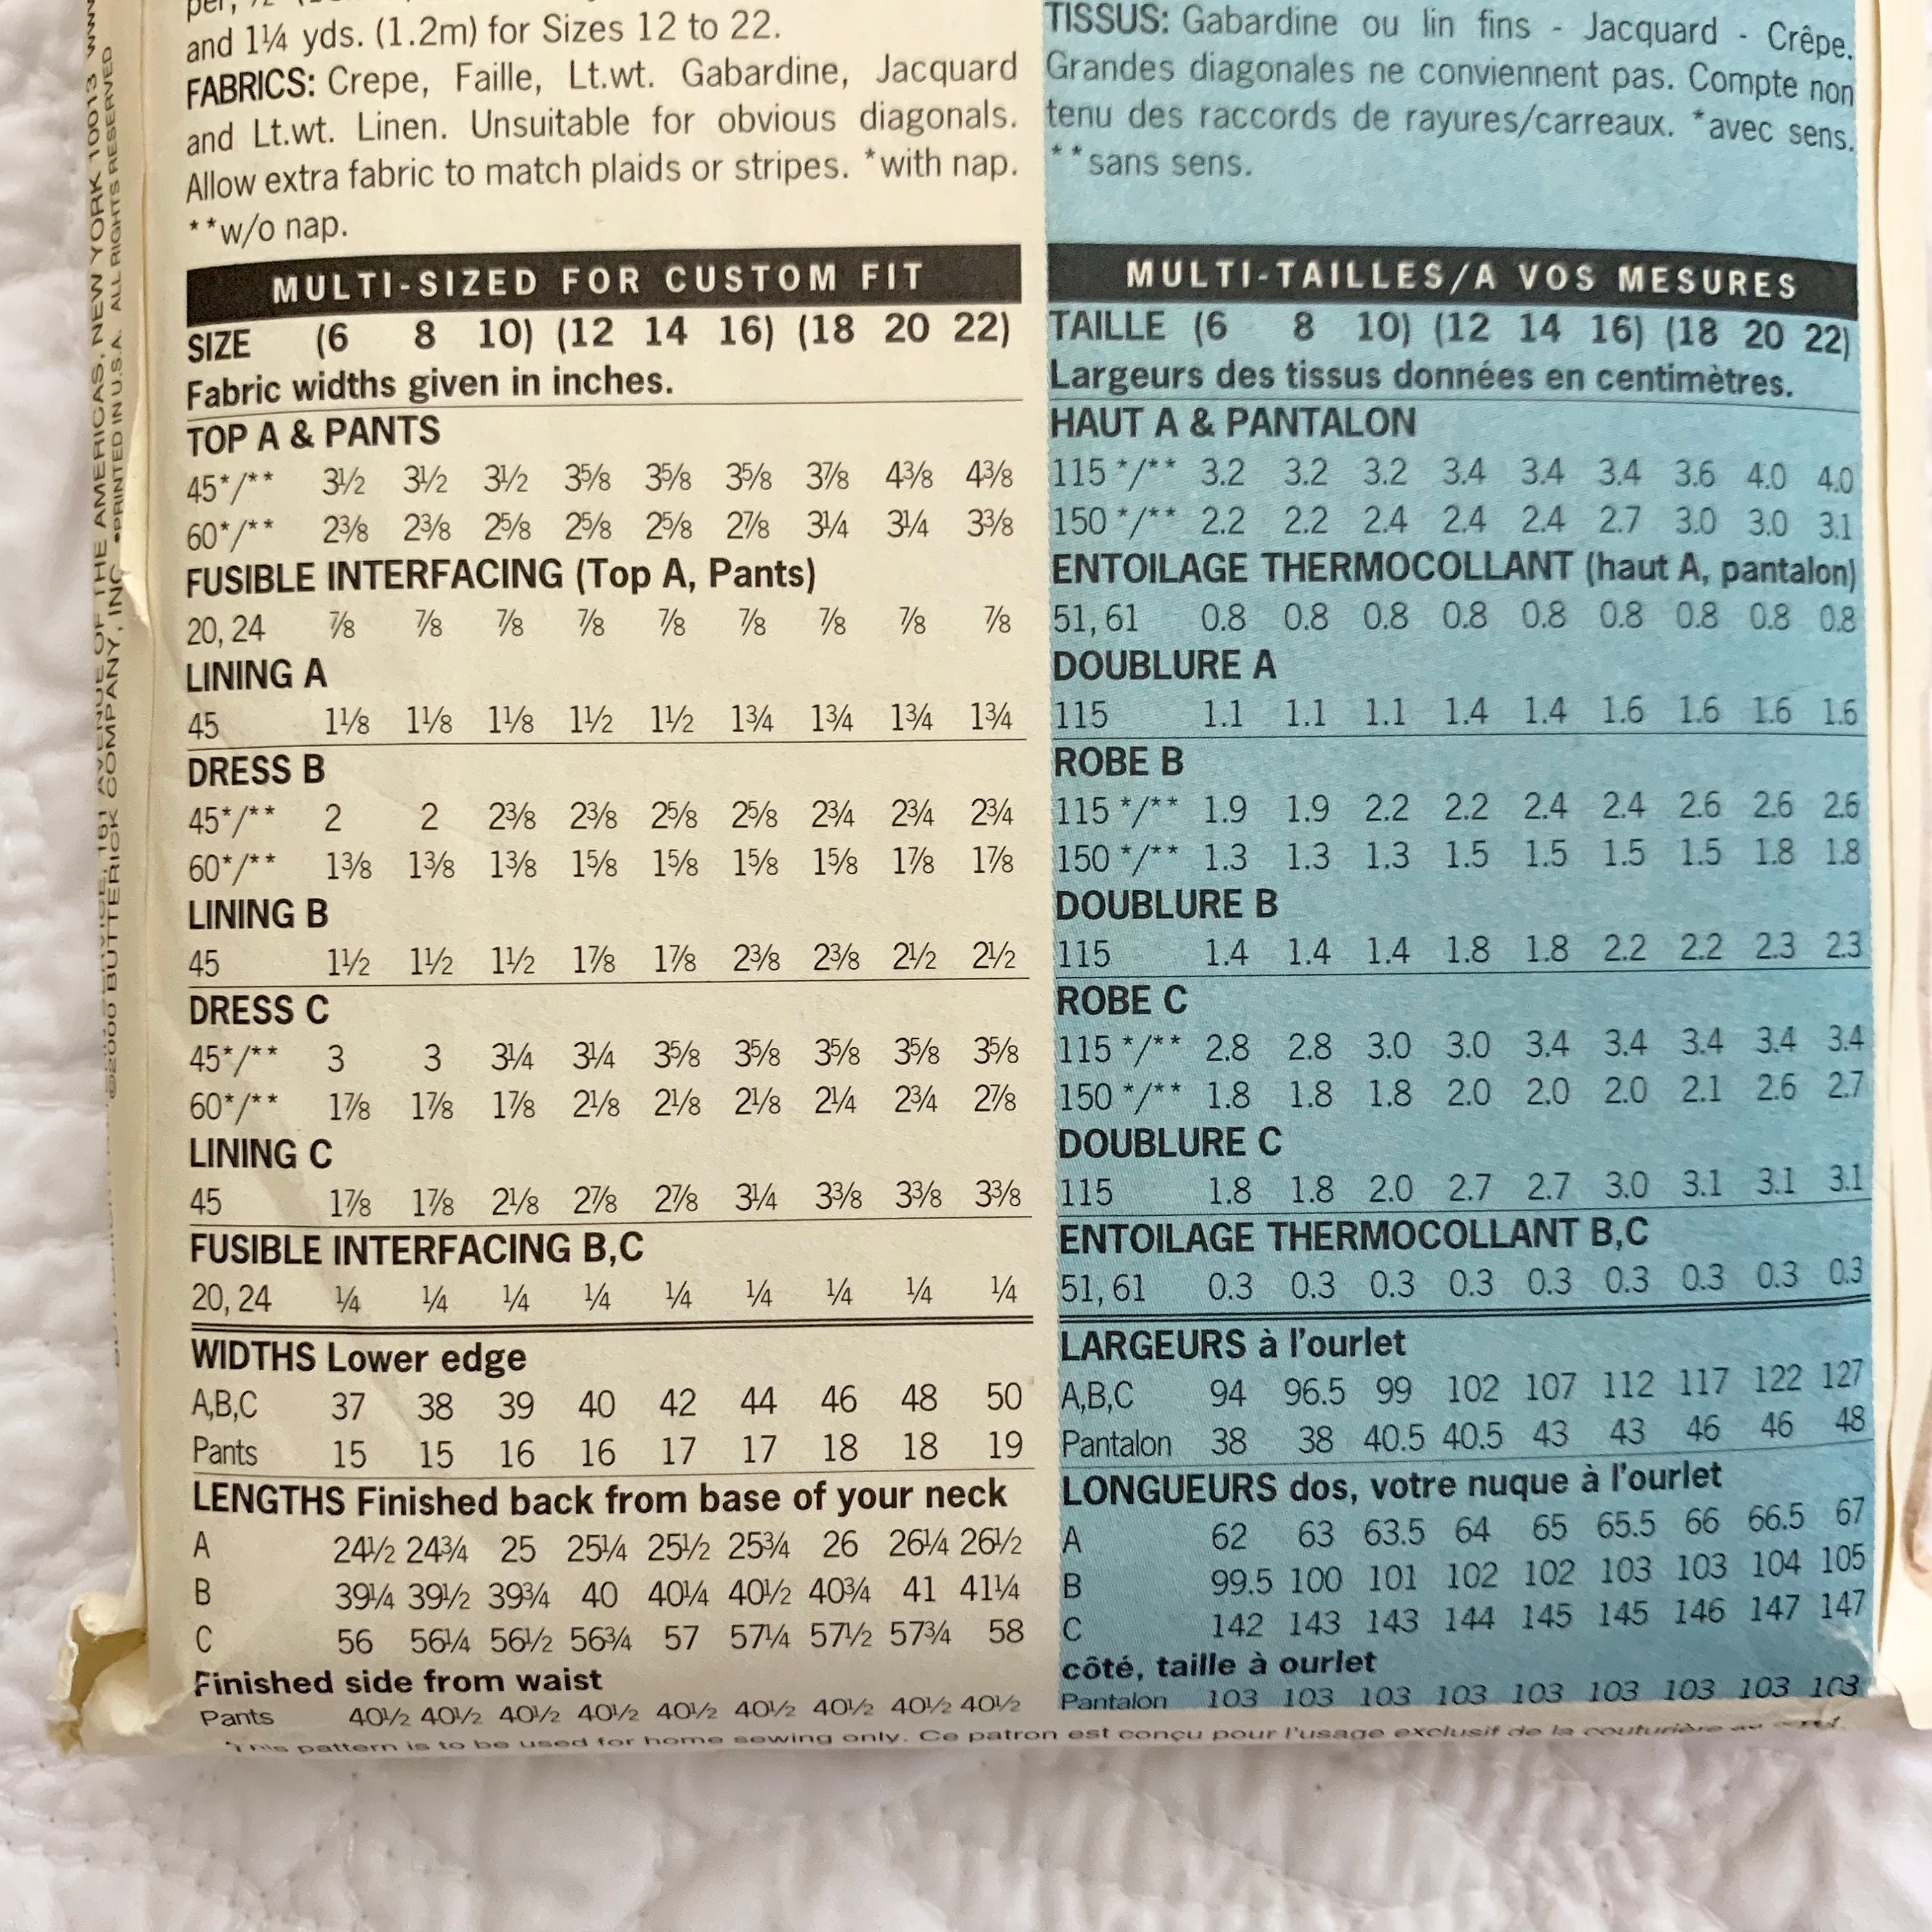 and 1¼ yds. (1.2m) for Sizes 12 to 22.
FABRICS: Crepe, Faille, Lt.wt. Gabardine, Jacquard
and Lt.wt. Linen. Unsuitable for obvious diagonals.
Allow extra fabric to match plaids or stripes. *with nap.
**w/o nap.
MULTI-SIZED FOR CUSTOM FIT
SIZE (6 8 10) (12 14 16) (18 20 22)
Fabric widths given in inches.
TOP A & PANTS
45*/** 3½ 3½ 3½ 3⅝ 3⅝ 3⅝ 3⅞ 4⅜ 4⅜
60*/** 2⅜ 2⅜ 2⅝ 2⅝ 2⅝ 2⅞ 3¼ 3¼ 3⅜
FUSIBLE INTERFACING (Top A, Pants)
20, 24 ⅞ ⅞ ⅞ ⅞ ⅞ ⅞ ⅞ ⅞ ⅞
LINING A
45 1⅛ 1⅛ 1⅛ 1½ 1½ 1¾ 1¾ 1¾ 1¾
DRESS B
45*/** 2 2 2⅜ 2⅜ 2⅝ 2⅝ 2¾ 2¾ 2¾
60*/** 1⅜ 1⅜ 1⅜ 1⅝ 1⅝ 1⅝ 1⅝ 1⅞ 1⅞
LINING B
45 1½ 1½ 1½ 1⅞ 1⅞ 2⅜ 2⅜ 2½ 2½
DRESS C
45*/** 3 3 3¼ 3¼ 3⅝ 3⅝ 3⅝ 3⅝ 3⅝
60*/** 1⅞ 1⅞ 1⅞ 2⅛ 2⅛ 2⅛ 2¼ 2¾ 2⅞
LINING C
45 1⅞ 1⅞ 2⅛ 2⅞ 2⅞ 3¼ 3⅜ 3⅜ 3⅜
FUSIBLE INTERFACING B,C
20, 24 ¼ ¼ ¼ ¼ ¼ ¼ ¼ ¼ ¼
WIDTHS Lower edge
A,B,C 37 38 39 40 42 44 46 48 50
Pants 15 15 16 16 17 17 18 18 19
LENGTHS Finished back from base of your neck
A 24½ 24¾ 25 25¼ 25½ 25¾ 26 26¼ 26½
B 39¼ 39½ 39¾ 40 40¼ 40½ 40¾ 41 41¼
C 56 56¼ 56½ 56¾ 57 57¼ 57½ 57¾ 58
Finished side from waist
Pants 40½ 40½ 40½ 40½ 40½ 40½ 40½ 40½ 40½
TISSUS: Gabardine ou lin fins - Jacquard - Crêpe.
Grandes diagonales ne conviennent pas. Compte non
tenu des raccords de rayures/carreaux. *avec sens.
**sans sens.
MULTI-TAILLES/A VOS MESURES
TAILLE (6 8 10) (12 14 16) (18 20 22)
Largeurs des tissus données en centimètres.
HAUT A & PANTALON
115 */** 3.2 3.2 3.2 3.4 3.4 3.4 3.6 4.0 4.0
150 */** 2.2 2.2 2.4 2.4 2.4 2.7 3.0 3.0 3.1
ENTOILAGE THERMOCOLLANT (haut A, pantalon)
51, 61 0.8 0.8 0.8 0.8 0.8 0.8 0.8 0.8 0.8
DOUBLURE A
115 1.1 1.1 1.1 1.4 1.4 1.6 1.6 1.6 1.6
ROBE B
115 */** 1.9 1.9 2.2 2.2 2.4 2.4 2.6 2.6 2.6
150 */** 1.3 1.3 1.3 1.5 1.5 1.5 1.5 1.8 1.8
DOUBLURE B
115 1.4 1.4 1.4 1.8 1.8 2.2 2.2 2.3 2.3
ROBE C
115 */** 2.8 2.8 3.0 3.0 3.4 3.4 3.4 3.4 3.4
150 */** 1.8 1.8 1.8 2.0 2.0 2.0 2.1 2.6 2.7
DOUBLURE C
115 1.8 1.8 2.0 2.7 2.7 3.0 3.1 3.1 3.1
ENTOILAGE THERMOCOLLANT B,C
51, 61 0.3 0.3 0.3 0.3 0.3 0.3 0.3 0.3 0.3
LARGEURS à l'ourlet
A,B,C 94 96.5 99 102 107 112 117 122 127
Pantalon 38 38 40.5 40.5 43 43 46 46 48
LONGUEURS dos, votre nuque à l'ourlet
A 62 63 63.5 64 65 65.5 66 66.5 67
B 99.5 100 101 102 102 103 103 104 105
C 142 143 143 144 145 145 146 147 147
côté, taille à ourlet
Pantalon 103 103 103 103 103 103 103 103 103
This pattern is to be used for home sewing only. Ce patron est conçu pour l'usage exclusif de la couturière
161 AVENUE OF THE AMERICAS, NEW YORK 10013
©2000 BUTTERICK COMPANY, INC. •PRINTED IN U.S.A. ALL RIGHTS RESERVED